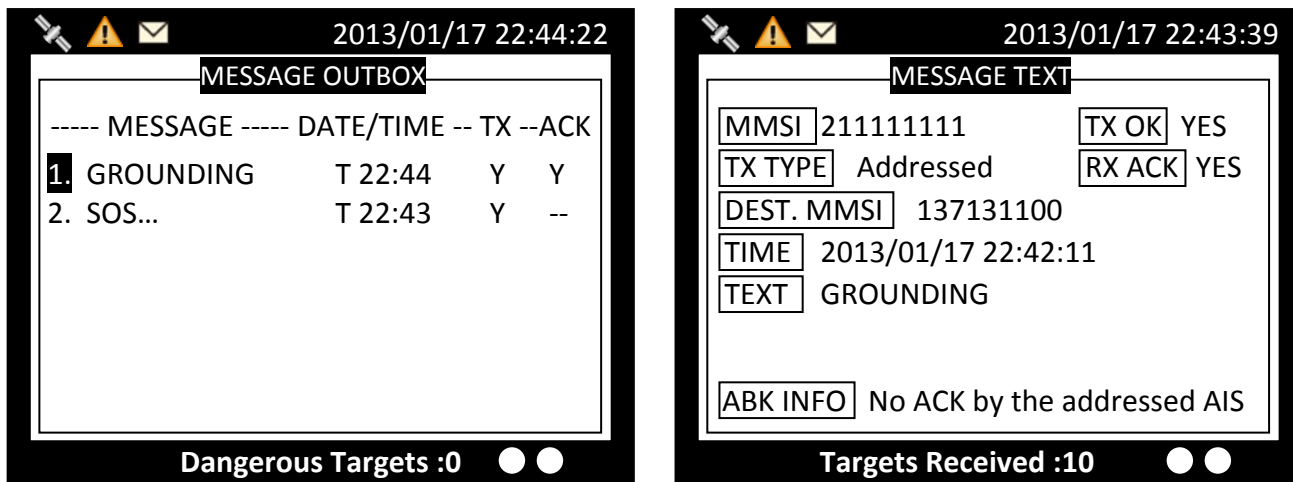 2013/01/17 22:44:22
MESSAGE OUTBOX
----- MESSAGE ----- DATE/TIME -- TX --ACK
1. GROUNDING T 22:44 Y Y
2. SOS... T 22:43 Y --
Dangerous Targets :0
2013/01/17 22:43:39
MESSAGE TEXT
MMSI 211111111 TX OK YES
TX TYPE Addressed RX ACK YES
DEST. MMSI 137131100
TIME 2013/01/17 22:42:11
TEXT GROUNDING
ABK INFO No ACK by the addressed AIS
Targets Received :10